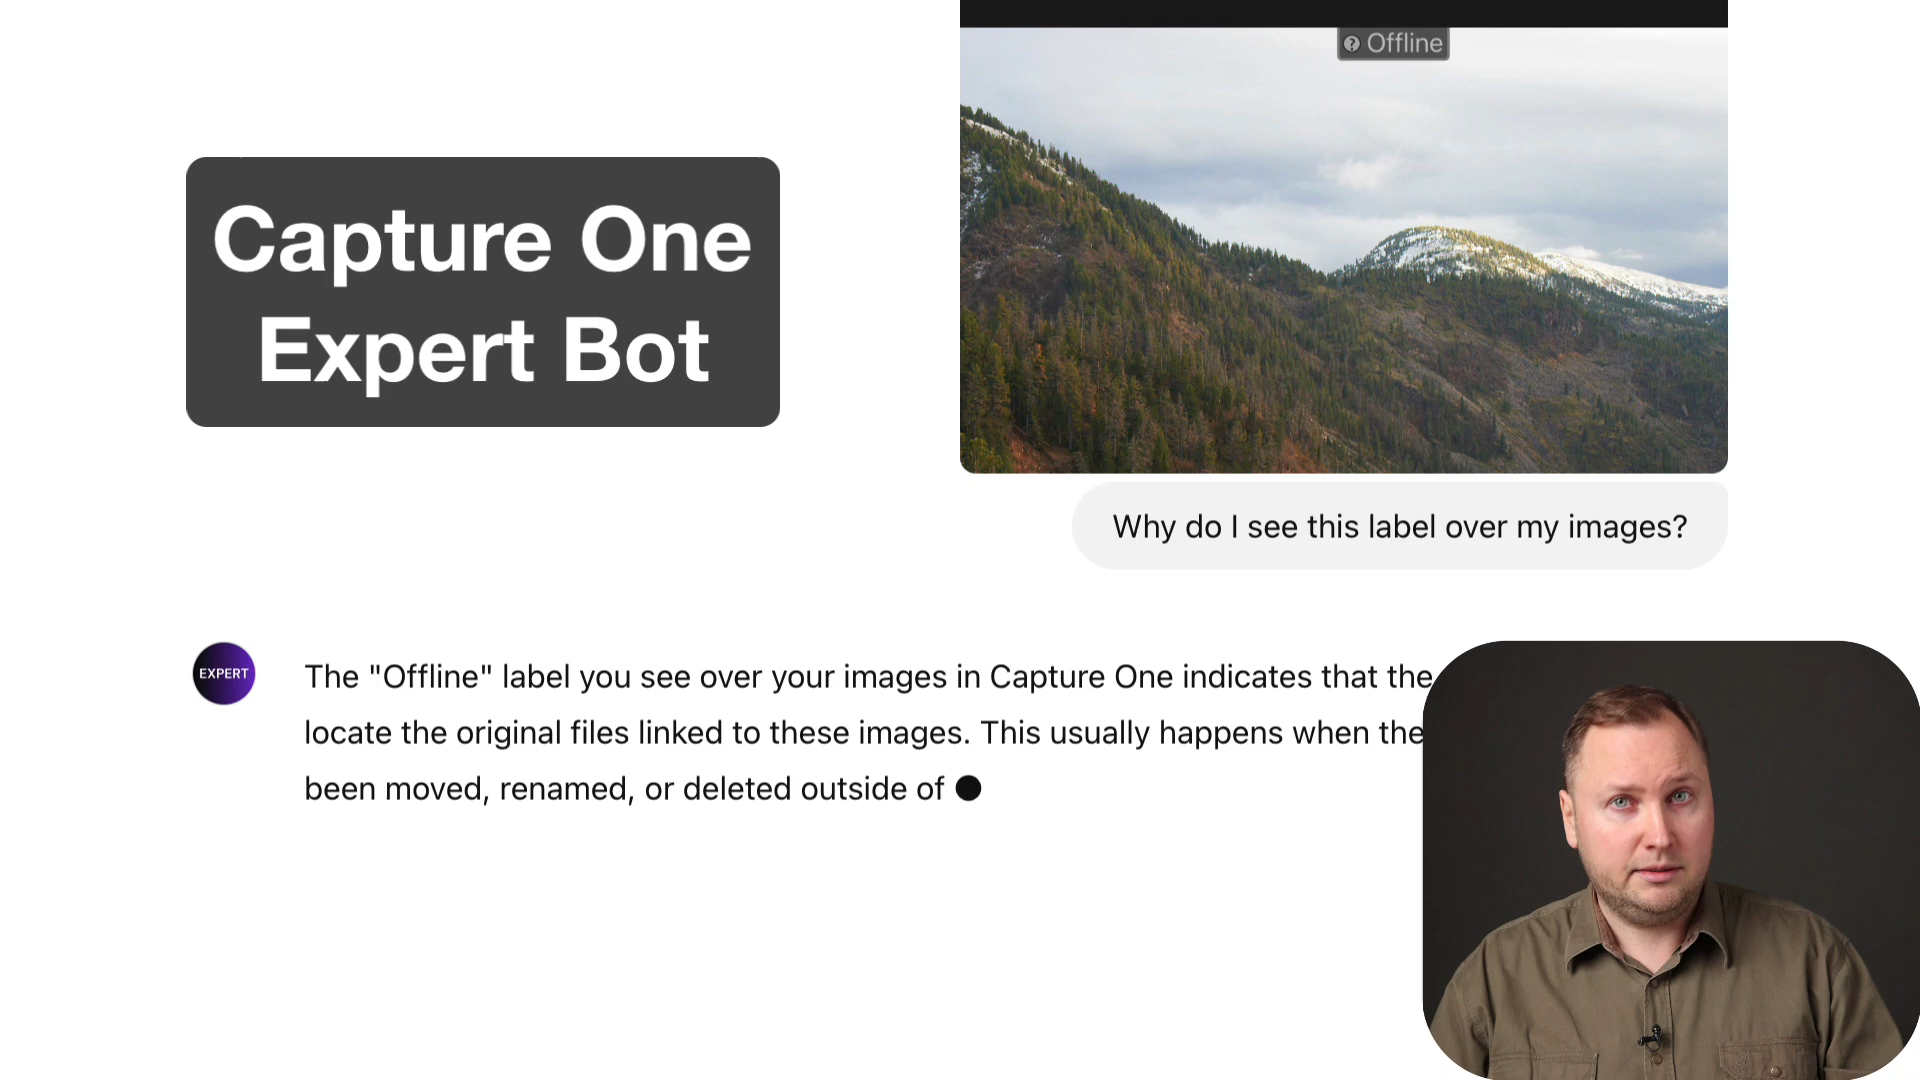 Offline
Capture One
Expert Bot
Why do I see this label over my images?
EXPERT
The "Offline" label you see over your images in Capture One indicates that the
locate the original files linked to these images. This usually happens when the
been moved, renamed, or deleted outside of